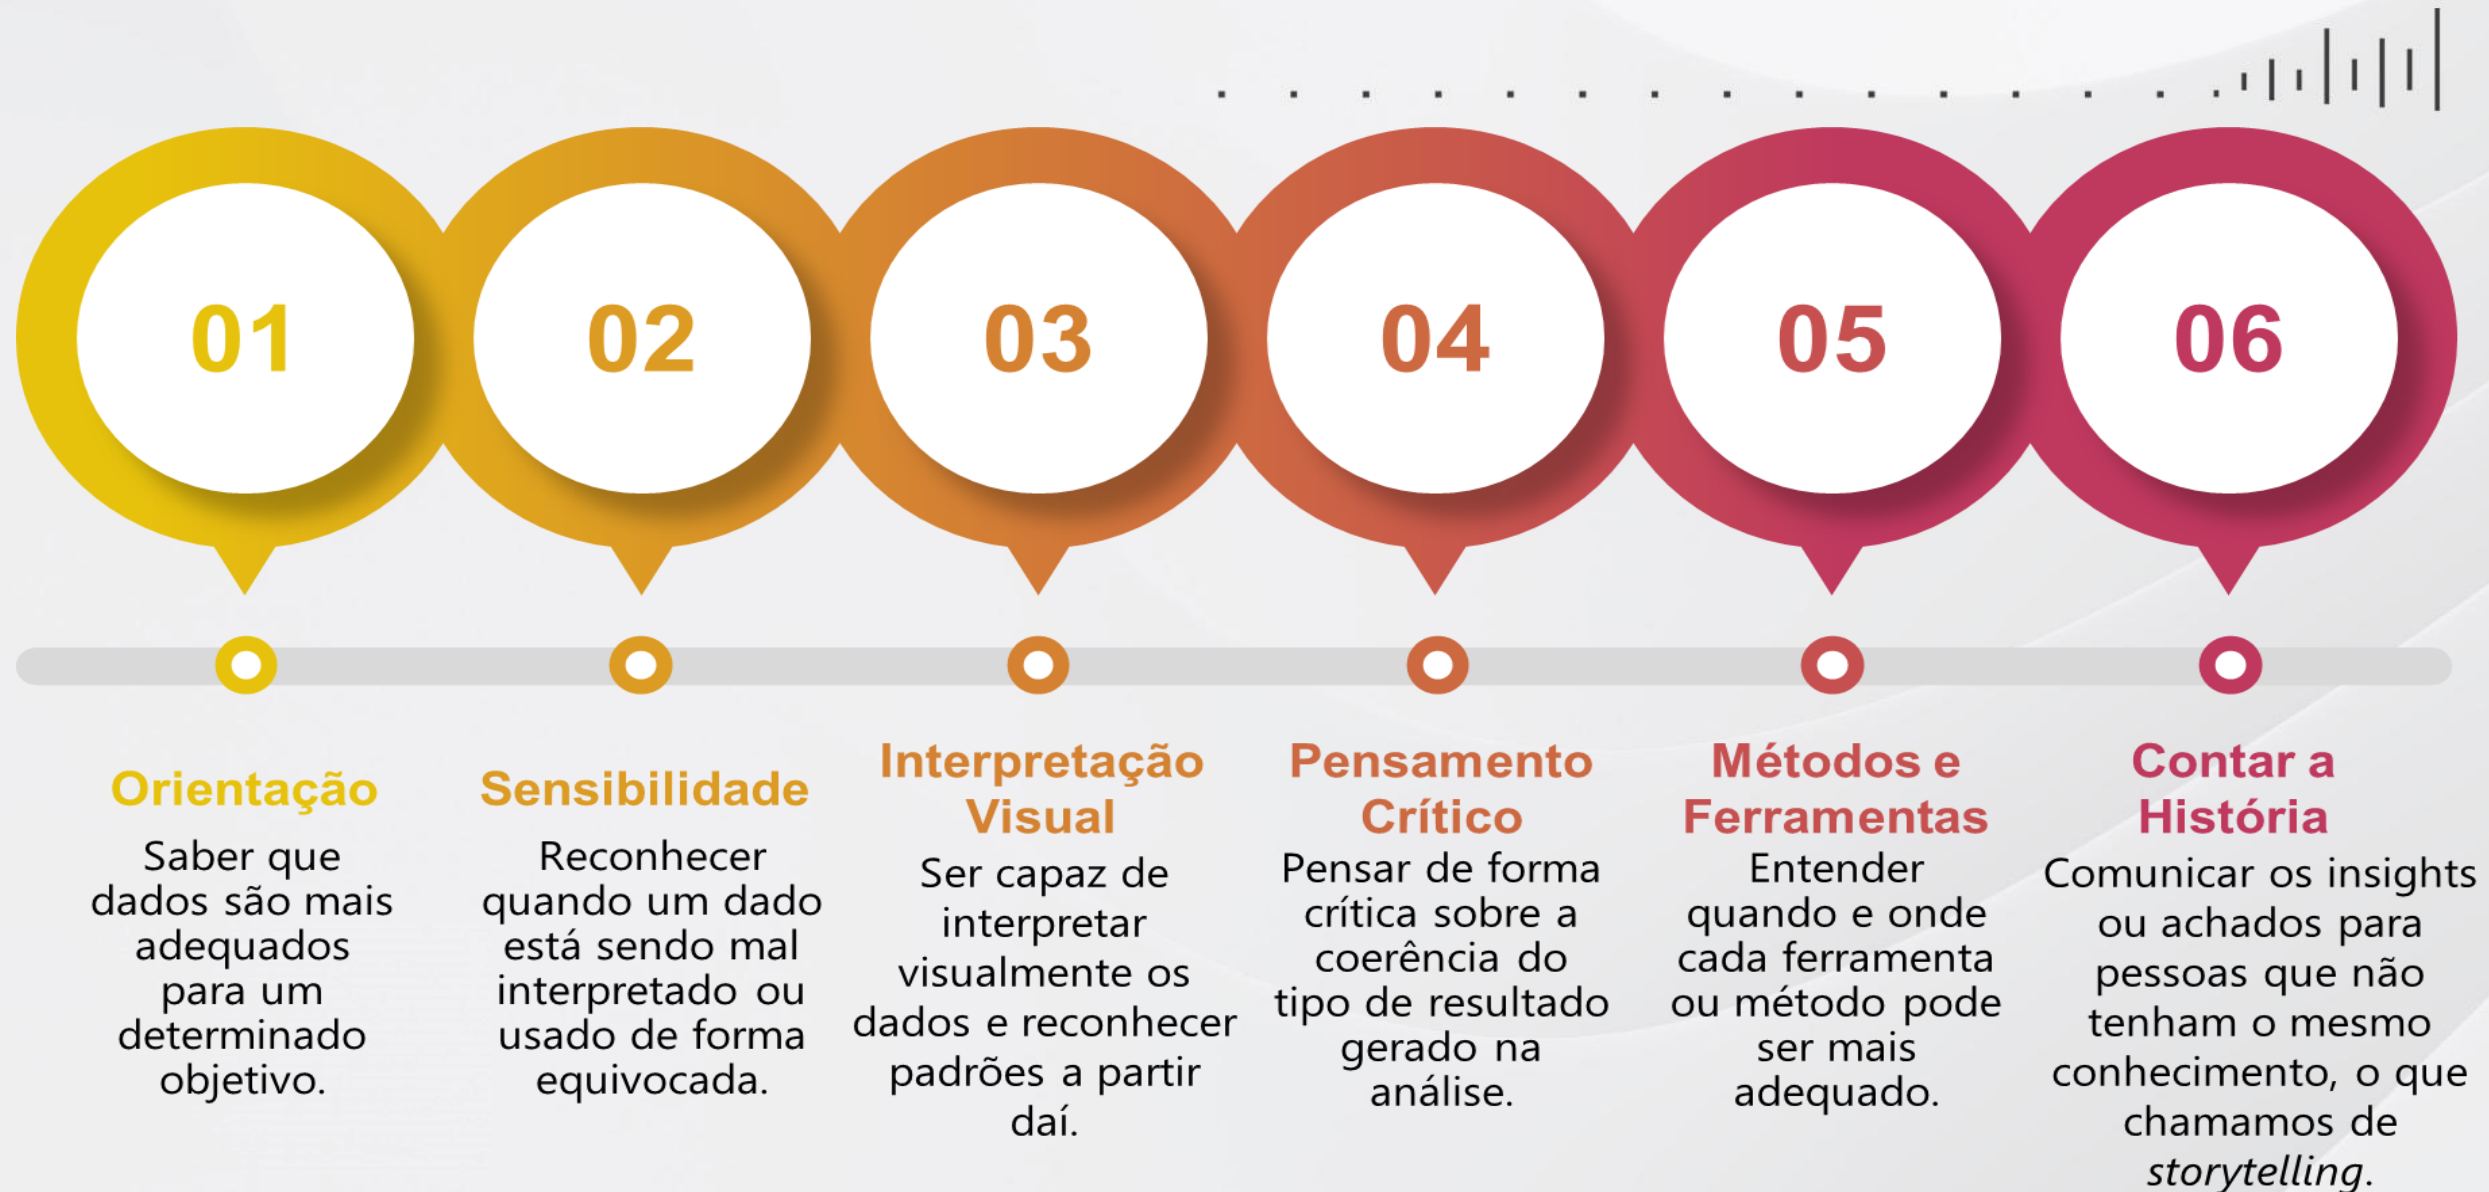 01
02
03
04
05
06
Orientação
Saber que
dados são mais
adequados
para um
determinado
objetivo.
Sensibilidade
Reconhecer
quando um dado
está sendo mal
interpretado ou
usado de forma
equivocada.
Interpretação
Visual
Ser capaz de
interpretar
visualmente os
dados e reconhecer
padrões a partir
daí.
Pensamento
Crítico
Pensar de forma
crítica sobre a
coerência do
tipo de resultado
gerado na
análise.
Métodos e
Ferramentas
Entender
quando e onde
cada ferramenta
ou método pode
ser mais
adequado.
Contar a
História
Comunicar os insights
ou achados para
pessoas que não
tenham o mesmo
conhecimento, o que
chamamos de
storytelling.